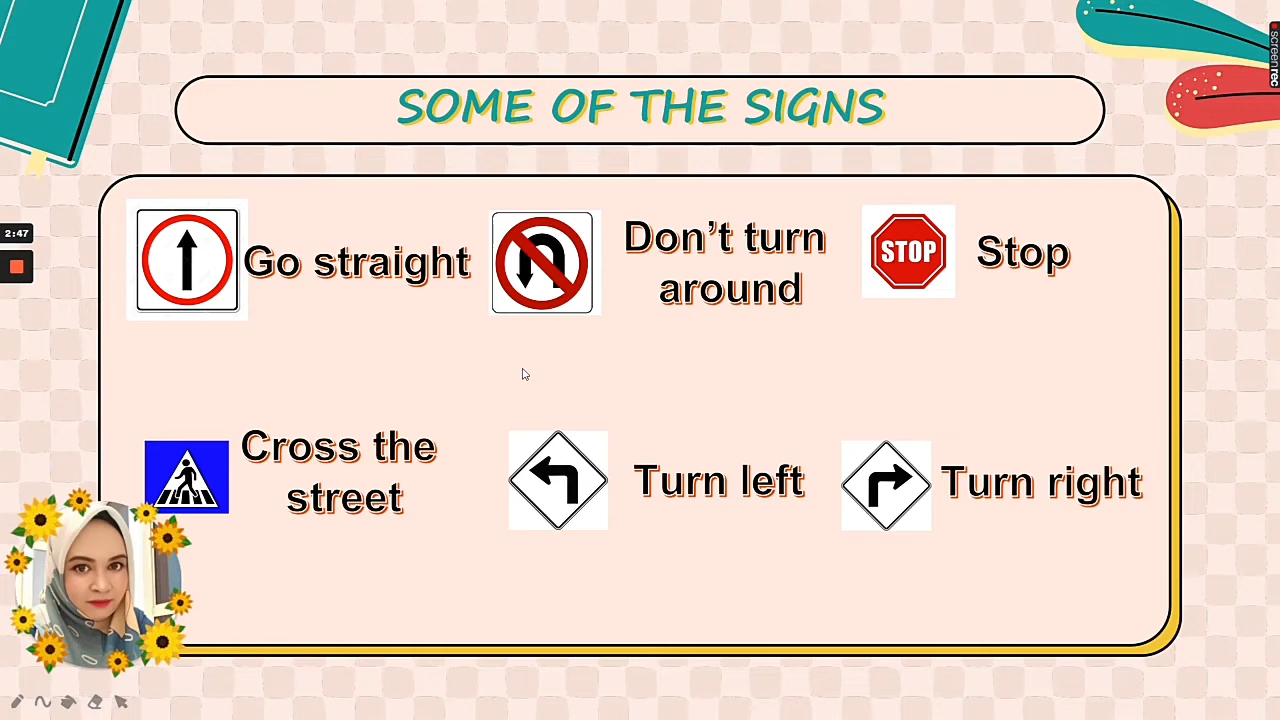 SOME OF THE SIGNS
Go straight
Don't turn
around
STOP
Stop
Cross the
street
Turn left
Turn right
2:47
screenrec